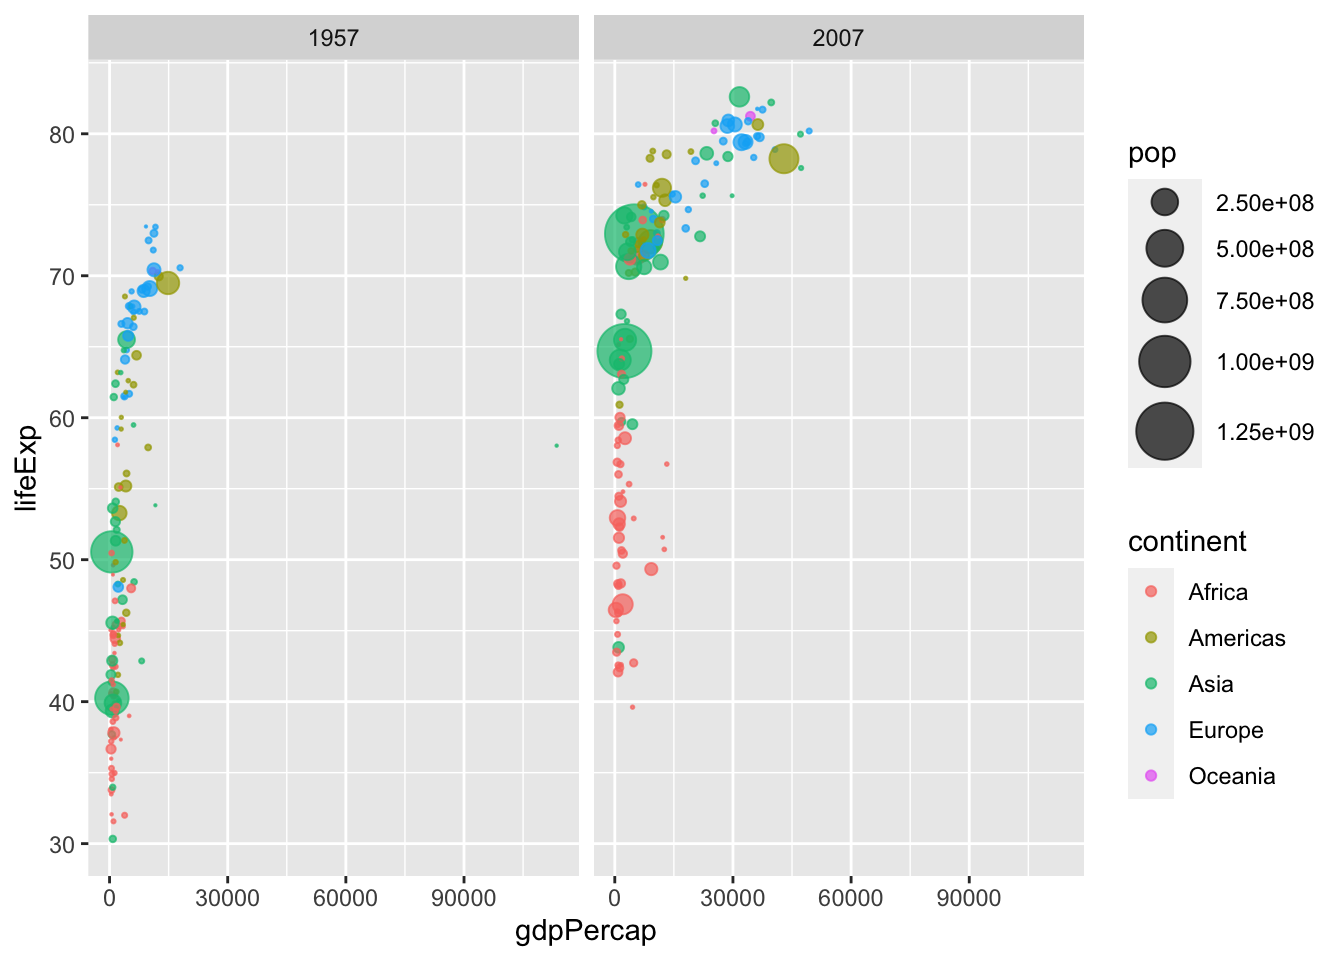 1957
2007
80
70
60
50
40
30
lifeExp
0
30000
60000
90000
0
30000
60000
90000
gdpPercap
pop
2.50e+08
5.00e+08
7.50e+08
1.00e+09
1.25e+09
continent
Africa
Americas
Asia
Europe
Oceania